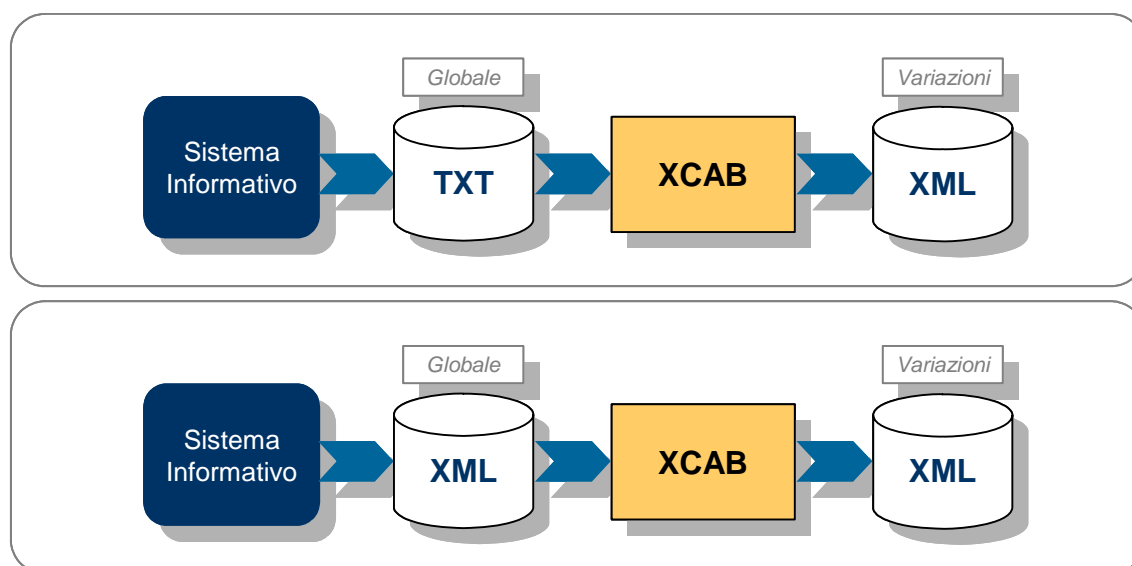 Globale
Variazioni
Sistema
Informativo
TXT
XCAB
XML
Globale
Variazioni
Sistema
Informativo
XML
XCAB
XML